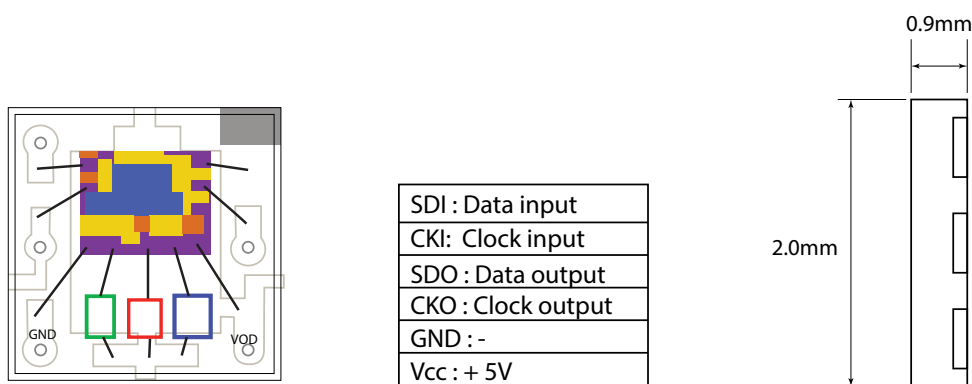 0.9mm
SDI : Data input
CKI: Clock input
SDO : Data output
CKO : Clock output
GND : -
Vcc : + 5V
2.0mm
GND
VOD